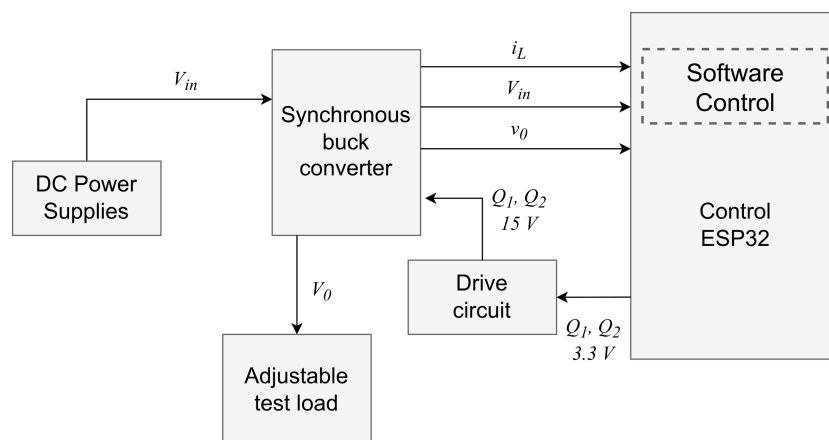 i_L
V_in
Software
Control
V_in
Synchronous
buck
converter
v_0
DC Power
Supplies
Q_1, Q_2
15 V
Control
ESP32
Drive
circuit
V_0
Q_1, Q_2
3.3 V
Adjustable
test load